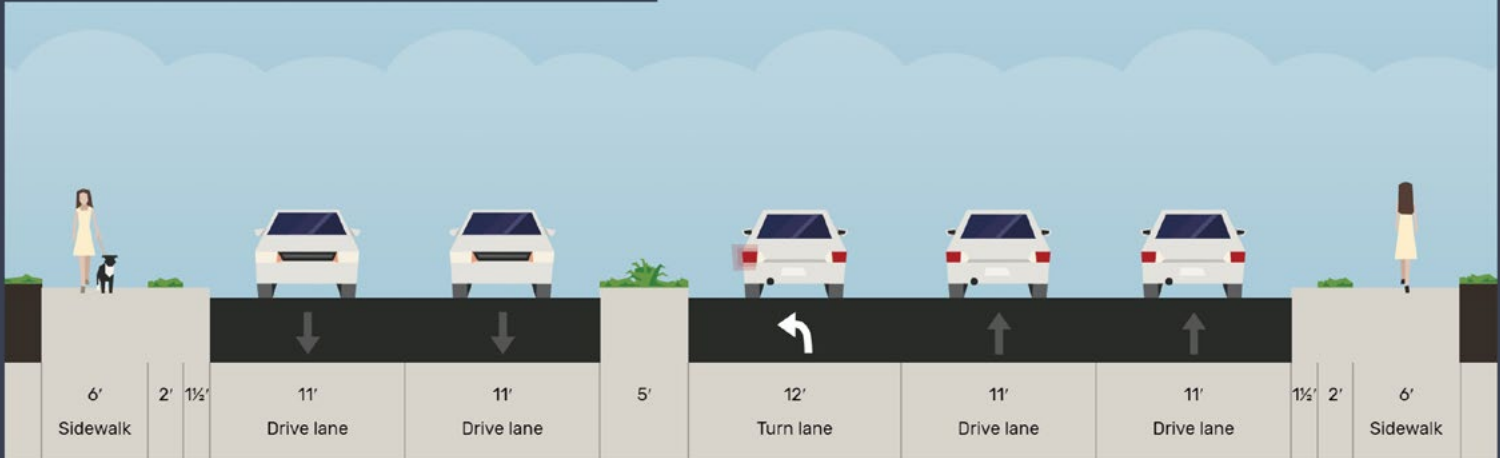 6' 2' 1½' 11' 11' 5' 12' 11' 11' 1½' 2' 6'
Sidewalk Drive lane Drive lane Turn lane Drive lane Drive lane Sidewalk